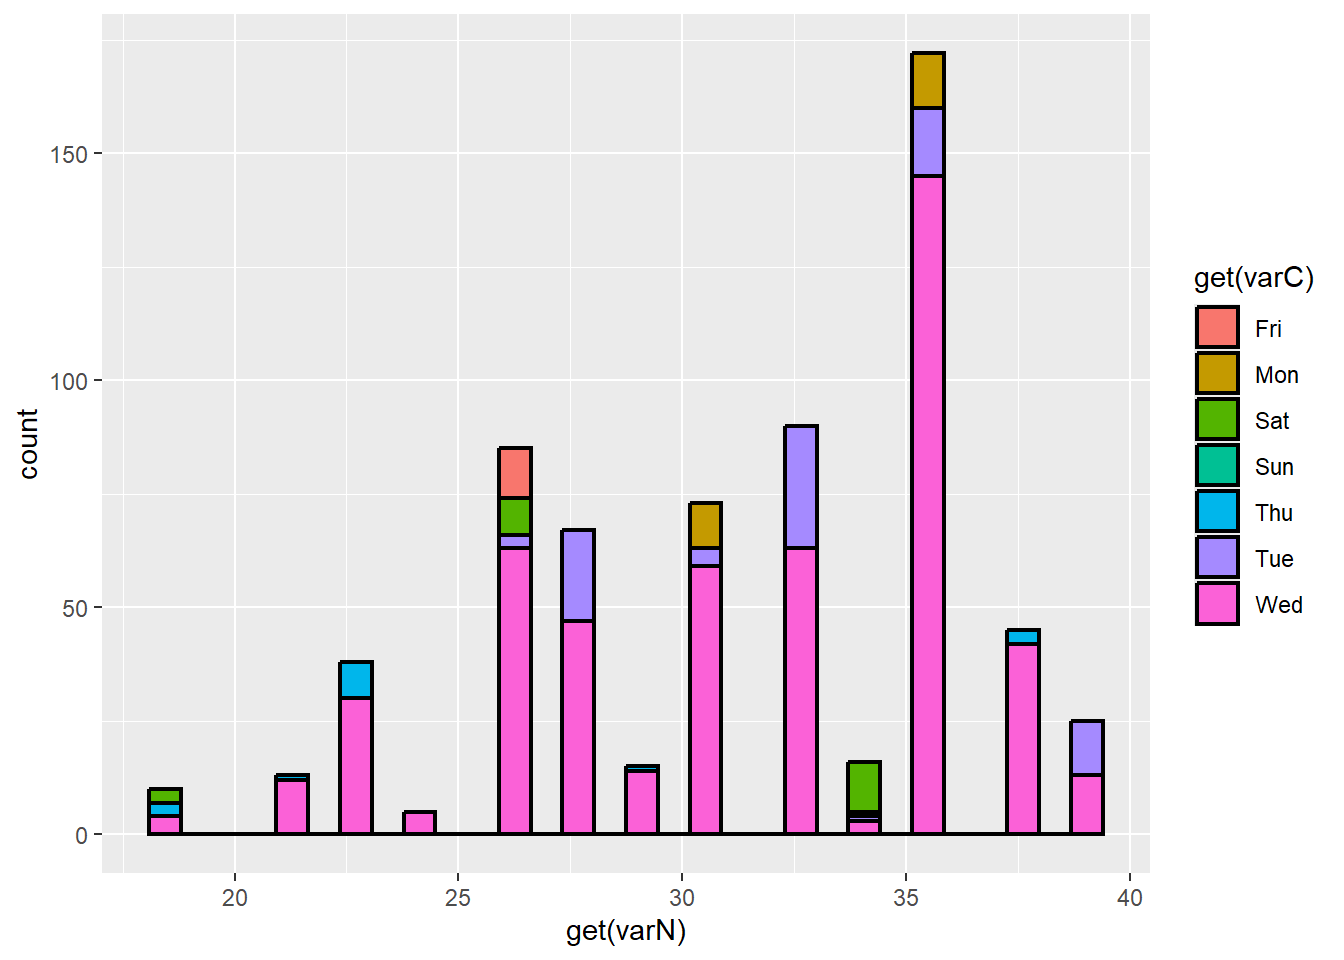 150
100
50
0
count
20
25
30
35
40
get(varN)
get(varC)
Fri
Mon
Sat
Sun
Thu
Tue
Wed